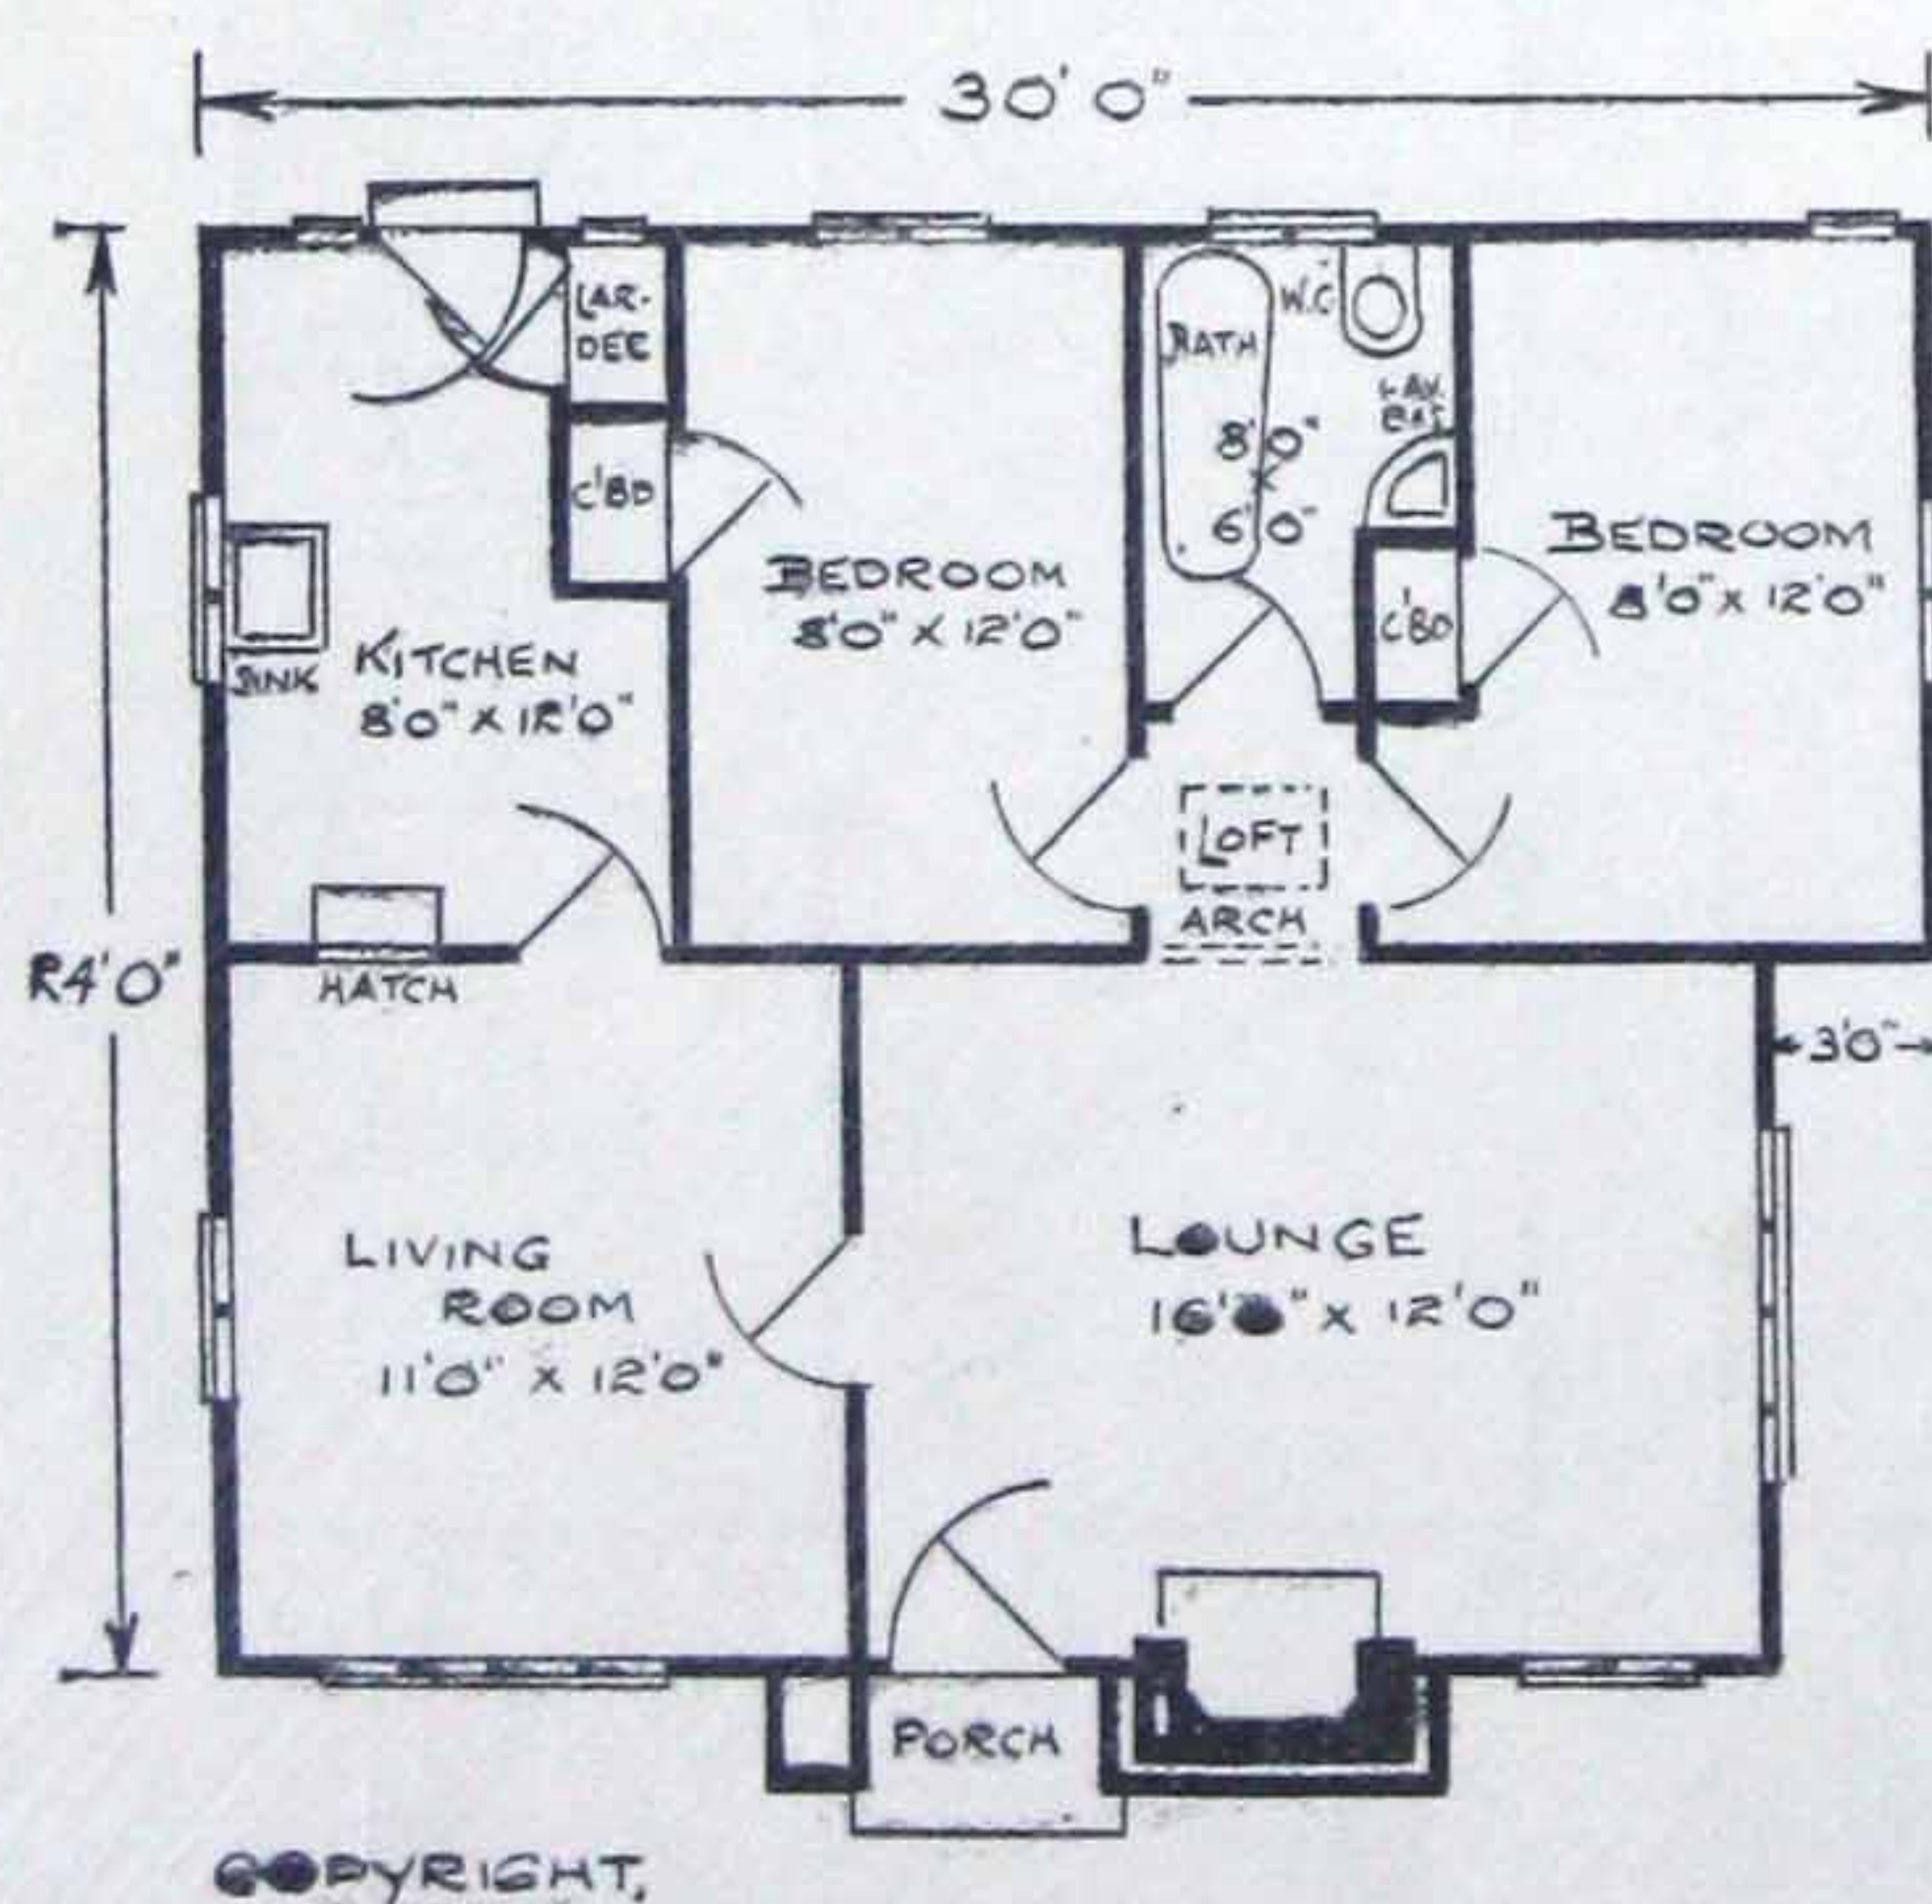 30' 0"
LAR-
DER
W.C
BATH
LAV.
BAS.
8' 0"
X
6' 0"
C'BD
BEDROOM
8'0" X 12'0"
BEDROOM
8'0" X 12'0"
C'BD
SINK
KITCHEN
8'0" X 12'0"
LOFT
ARCH
24'0"
HATCH
3'0"
LIVING
ROOM
11'0" X 12'0"
LOUNGE
16'0" X 12'0"
PORCH
COPYRIGHT,